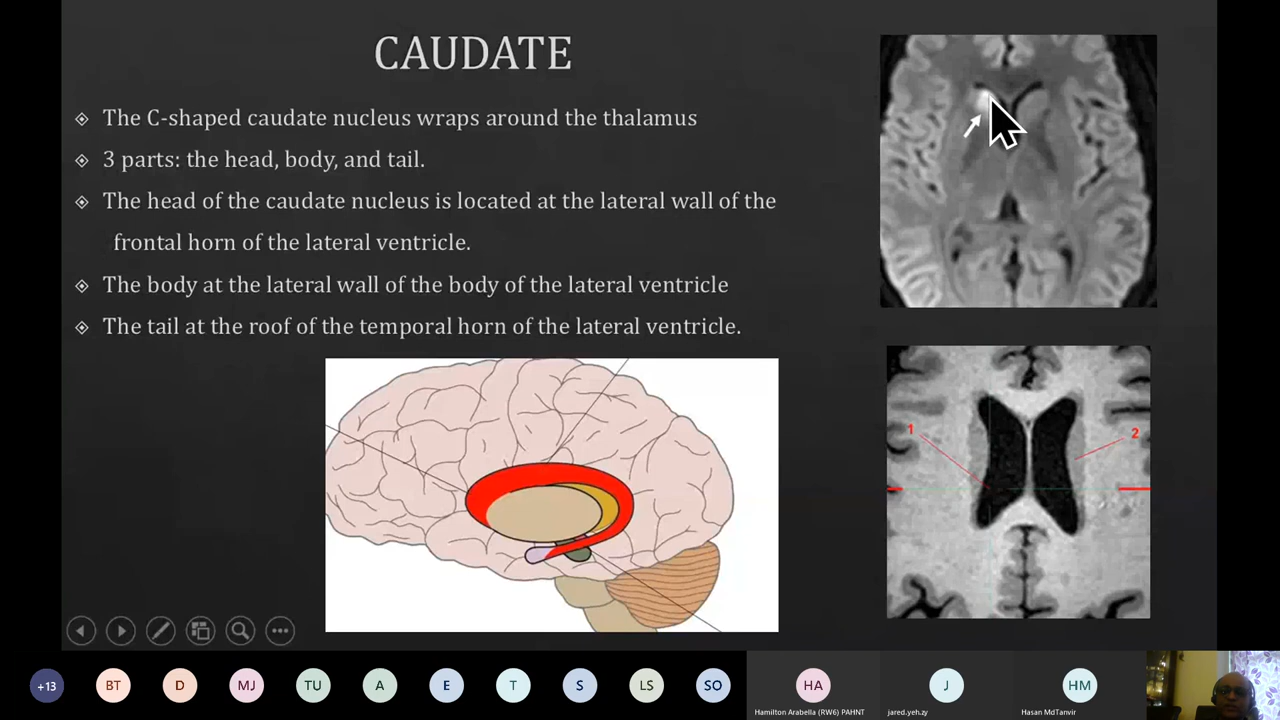 CAUDATE
The C-shaped caudate nucleus wraps around the thalamus
3 parts: the head, body, and tail.
The head of the caudate nucleus is located at the lateral wall of the
frontal horn of the lateral ventricle.
The body at the lateral wall of the body of the lateral ventricle
The tail at the roof of the temporal horn of the lateral ventricle.
1
2
+13
BT
D
MJ
TU
A
E
T
S
LS
SO
HA
J
HM
Hamilton Arabella (RW6) PAHNT
jared.yeh.zy
Hasan MdTanvir